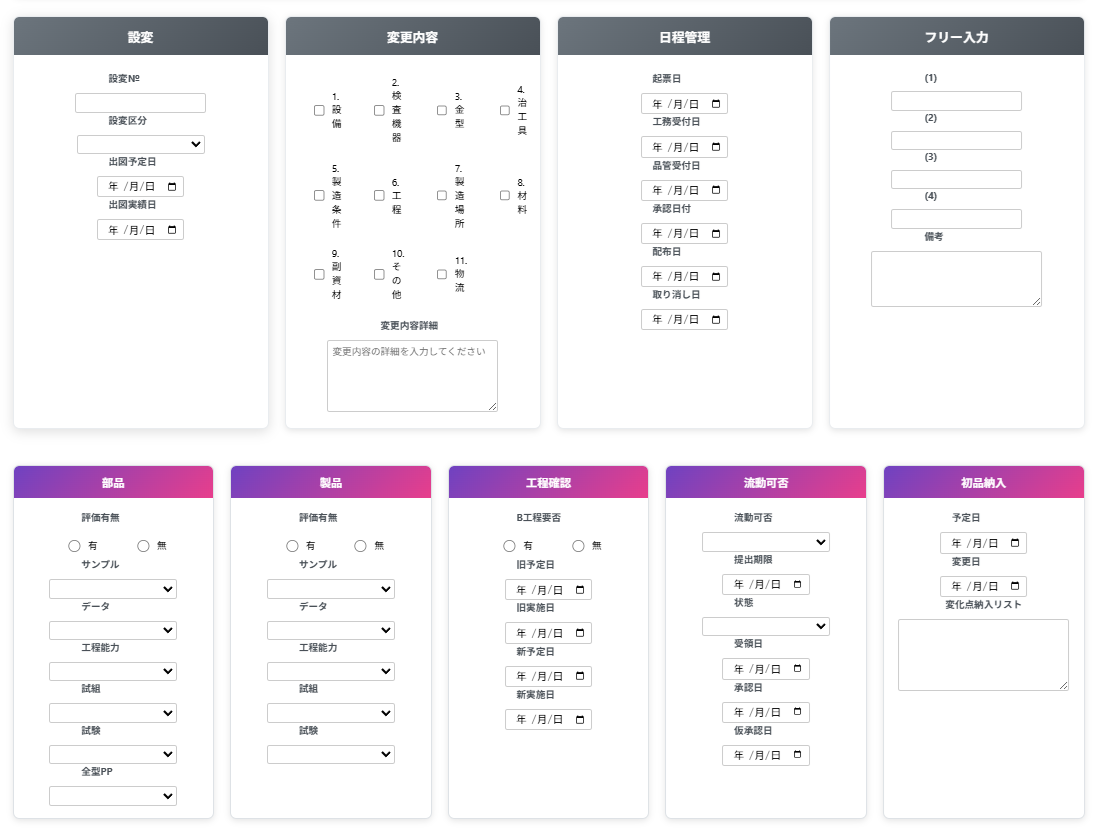 設変
設変№
設変区分
出図予定日
年 /月/日
出図実績日
年 /月/日
変更内容
1.
設
備
2.
検
査
機
器
3.
金
型
4.
治
工
具
5.
製
造
条
件
6.
工
程
7.
製
造
場
所
8.
材
料
9.
副
資
材
10.
そ
の
他
11.
物
流
変更内容詳細
変更内容の詳細を入力してください
日程管理
起票日
年 /月/日
工務受付日
年 /月/日
品管受付日
年 /月/日
承認日付
年 /月/日
配布日
年 /月/日
取り消し日
年 /月/日
フリー入力
(1)
(2)
(3)
(4)
備考
部品
評価有無
有 無
サンプル
データ
工程能力
試組
試験
全型PP
製品
評価有無
有 無
サンプル
データ
工程能力
試組
試験
工程確認
B工程要否
有 無
旧予定日
年 /月/日
旧実施日
年 /月/日
新予定日
年 /月/日
新実施日
年 /月/日
流動可否
流動可否
提出期限
年 /月/日
状態
受領日
年 /月/日
承認日
年 /月/日
仮承認日
年 /月/日
初品納入
予定日
年 /月/日
変更日
年 /月/日
変化点納入リスト